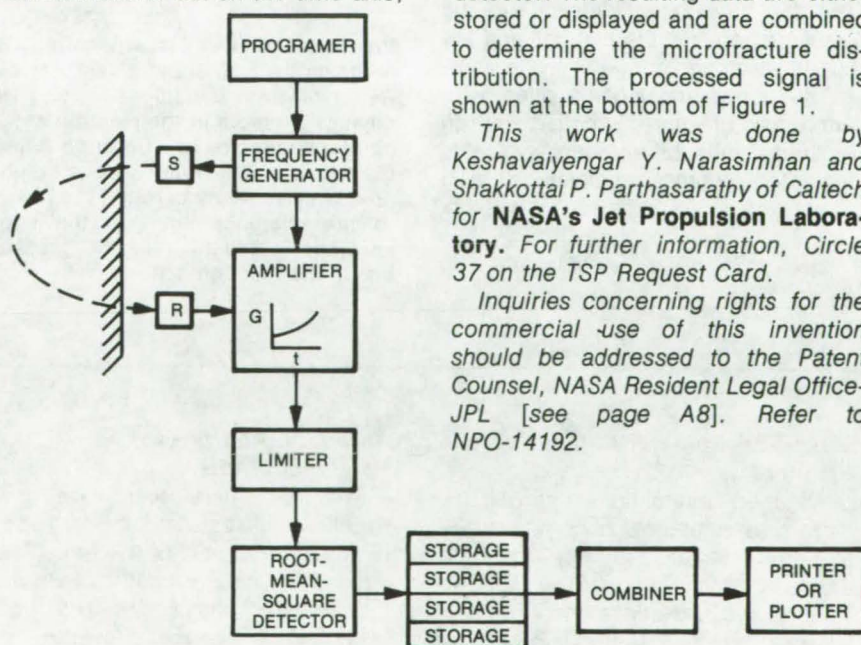 PROGRAMER
S
FREQUENCY
GENERATOR
AMPLIFIER
G
t
R
LIMITER
ROOT-
MEAN-
SQUARE
DETECTOR
STORAGE
STORAGE
STORAGE
STORAGE
COMBINER
PRINTER
OR
PLOTTER
stored or displayed and are combined
to determine the microfracture dis-
tribution. The processed signal is
shown at the bottom of Figure 1.
This work was done by
Keshavaiyengar Y. Narasimhan and
Shakkottai P. Parthasarathy of Caltech
for NASA's Jet Propulsion Labora-
tory. For further information, Circle
37 on the TSP Request Card.
Inquiries concerning rights for the
commercial use of this invention
should be addressed to the Patent
Counsel, NASA Resident Legal Office-
JPL [see page A8]. Refer to
NPO-14192.